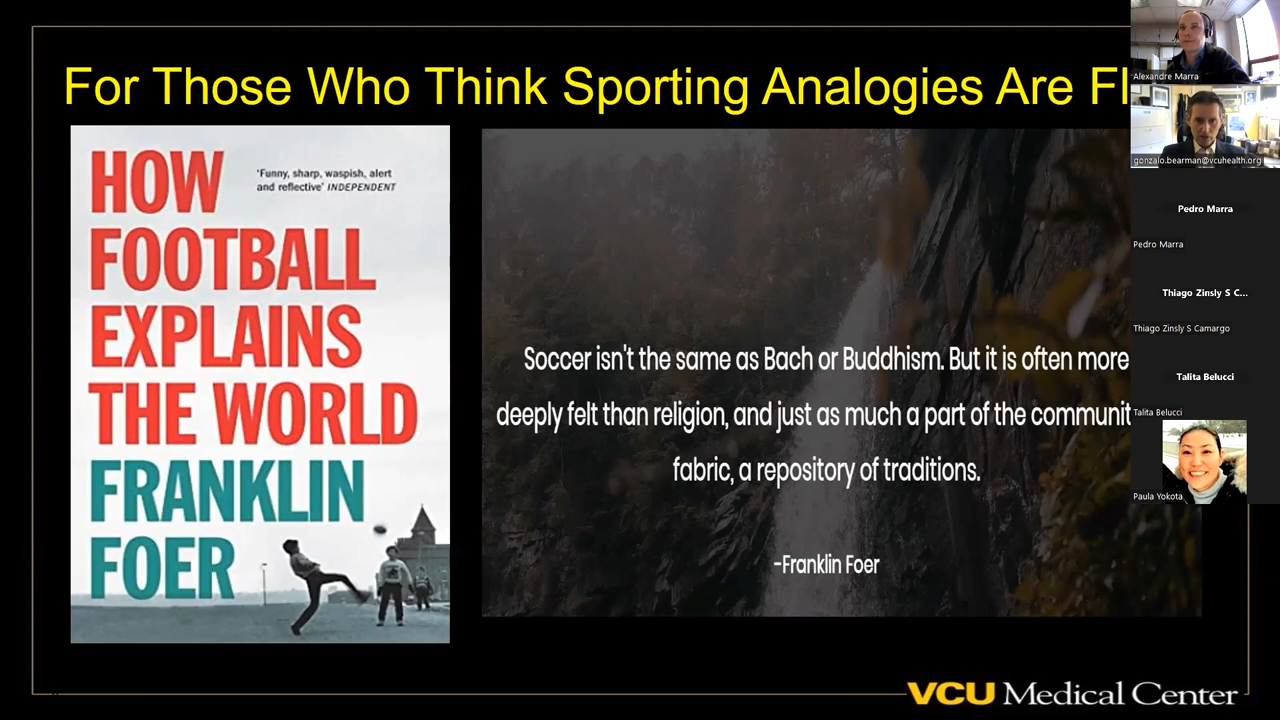 For Those Who Think Sporting Analogies Are
HOW
FOOTBALL
EXPLAINS
THE WORLD
FRANKLIN
FOER
'Funny, sharp, waspish, alert
and reflective' INDEPENDENT
Soccer isn't the same as Bach or Buddhism. But it is often more
deeply felt than religion, and just as much a part of the communit
fabric, a repository of traditions.
-Franklin Foer
VCU Medical Center
Alexandre Marra
gonzalo.bearman@vcuhealth.org
Pedro Marra
Pedro Marra
Thiago Zinsly S C...
Thiago Zinsly S Camargo
Talita Belucci
Talita Belucci
Paula Yokota